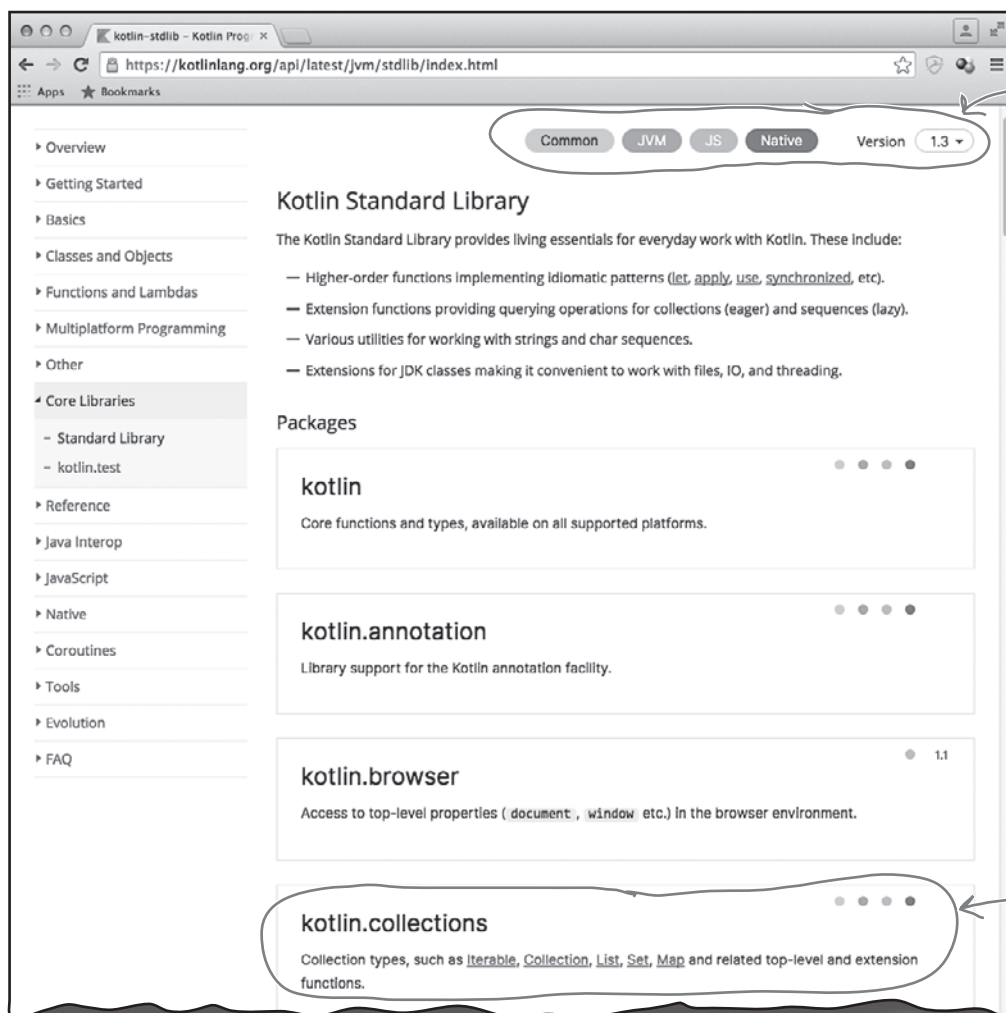 kotlin-stdlib – Kotlin Prog ×
https://kotlinlang.org/api/latest/jvm/stdlib/index.html
Apps Bookmarks
Common JVM JS Native Version 1.3
Overview
Getting Started
Basics
Classes and Objects
Functions and Lambdas
Multiplatform Programming
Other
Core Libraries
– Standard Library
– kotlin.test
Reference
Java Interop
JavaScript
Native
Coroutines
Tools
Evolution
FAQ
Kotlin Standard Library
The Kotlin Standard Library provides living essentials for everyday work with Kotlin. These include:
— Higher-order functions implementing idiomatic patterns (let, apply, use, synchronized, etc).
— Extension functions providing querying operations for collections (eager) and sequences (lazy).
— Various utilities for working with strings and char sequences.
— Extensions for JDK classes making it convenient to work with files, IO, and threading.
Packages
kotlin
Core functions and types, available on all supported platforms.
kotlin.annotation
Library support for the Kotlin annotation facility.
1.1
kotlin.browser
Access to top-level properties ( document , window etc.) in the browser environment.
kotlin.collections
Collection types, such as Iterable, Collection, List, Set, Map and related top-level and extension
functions.